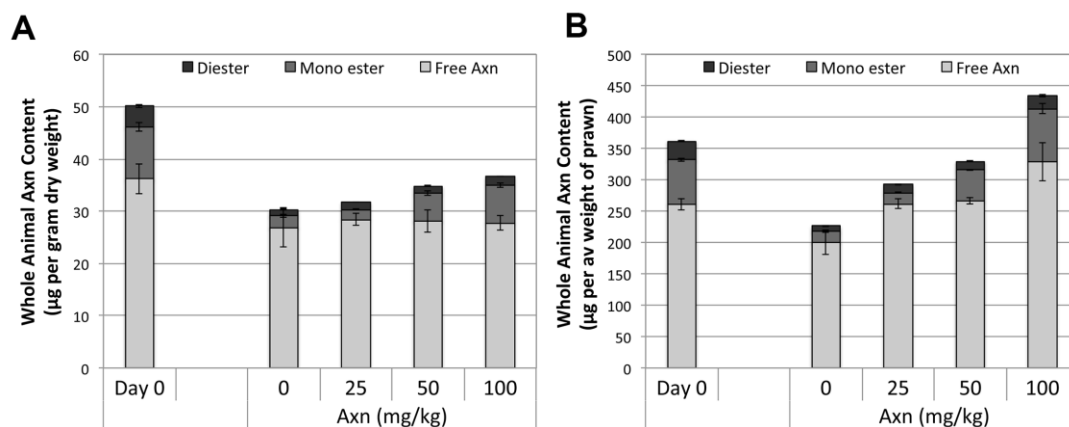 A
Whole Animal Axn Content
(µg per gram dry weight)
60
50
40
30
20
10
0
Diester Mono ester Free Axn
Day 0 0 25 50 100
Axn (mg/kg)
B
Whole Animal Axn Content
(µg per av weight of prawn)
500
450
400
350
300
250
200
150
100
50
0
Diester Mono ester Free Axn
Day 0 0 25 50 100
Axn (mg/kg)